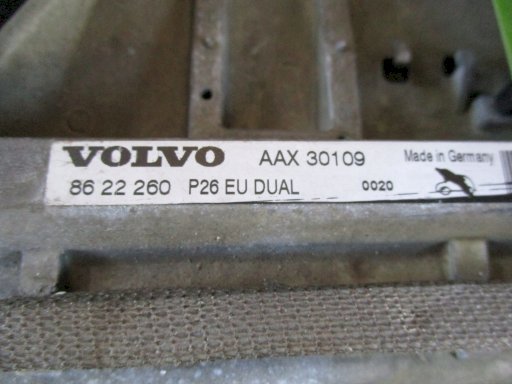 VOLVO AAX 30109 Made in Germany
86 22 260 P26 EU DUAL 0020